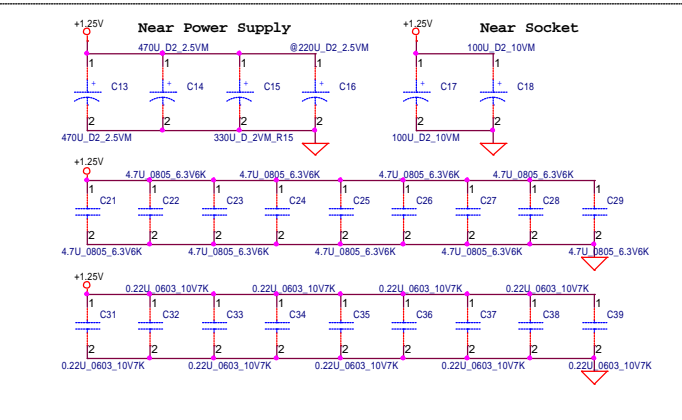 Near Power Supply
Near Socket
+1.25V
+1.25V
470U_D2_2.5VM
@220U_D2_2.5VM
100U_D2_10VM
1 1 1 1 1 1
C13 C14 C15 C16 C17 C18
+ + + + + +
2 2 2 2 2 2
470U_D2_2.5VM
330U_D_2VM_R15
100U_D2_10VM
+1.25V
4.7U_0805_6.3V6K 4.7U_0805_6.3V6K 4.7U_0805_6.3V6K 4.7U_0805_6.3V6K
1 1 1 1 1 1 1 1 1
C21 C22 C23 C24 C25 C26 C27 C28 C29
2 2 2 2 2 2 2 2 2
4.7U_0805_6.3V6K 4.7U_0805_6.3V6K 4.7U_0805_6.3V6K 4.7U_0805_6.3V6K 4.7U_0805_6.3V6K
+1.25V
0.22U_0603_10V7K 0.22U_0603_10V7K 0.22U_0603_10V7K 0.22U_0603_10V7K
1 1 1 1 1 1 1 1 1
C31 C32 C33 C34 C35 C36 C37 C38 C39
2 2 2 2 2 2 2 2 2
0.22U_0603_10V7K 0.22U_0603_10V7K 0.22U_0603_10V7K 0.22U_0603_10V7K 0.22U_0603_10V7K